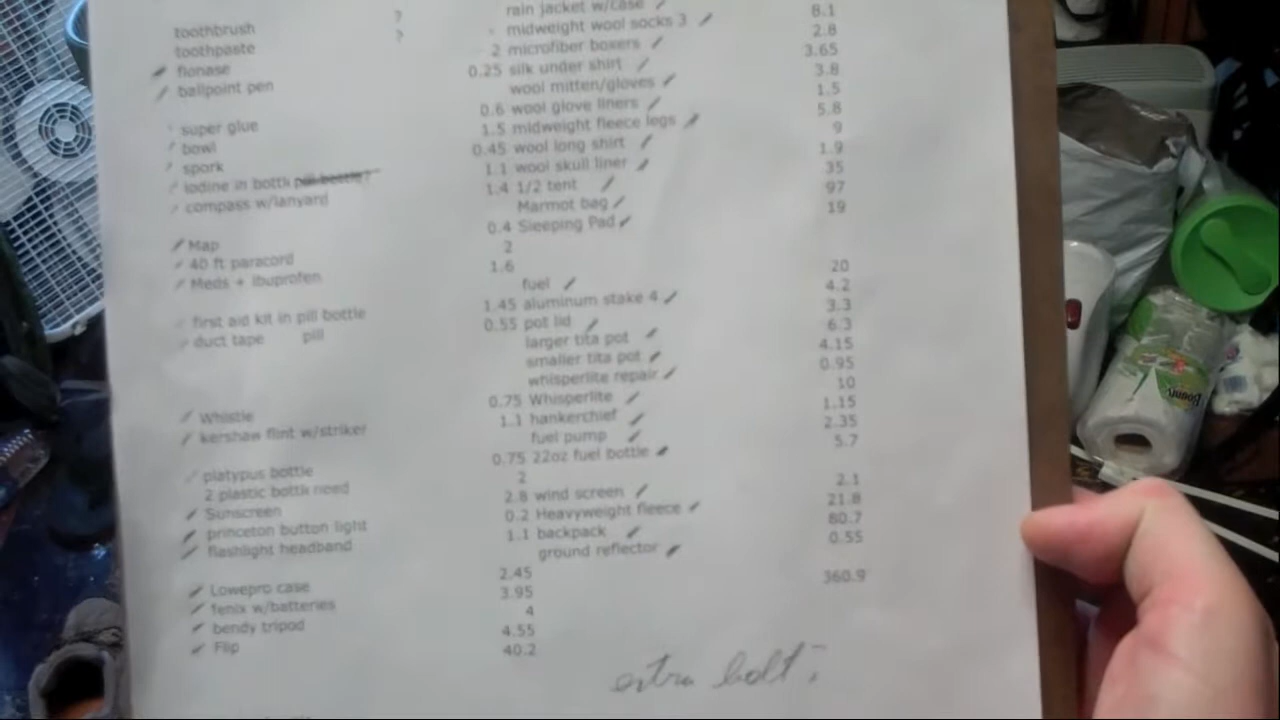 rain jacket w/case 8.1
toothbrush ? midweight wool socks 3 2.8
toothpaste ? 2 microfiber boxers 3.65
flonase 0.25 silk under shirt 3.8
ballpoint pen wool mitten/gloves 1.5
0.6 wool glove liners 5.8
super glue 1.5 midweight fleece legs 9
bowl 0.45 wool long shirt 1.9
spork 1.1 wool skull liner 35
Iodine in bottle 1.4 1/2 tent 97
compass w/lanyard Marmot bag 19
0.4 Sleeping Pad
Map 2
40 ft paracord 1.6 20
Meds + ibuprofen fuel 4.2
1.45 aluminum stake 4 3.3
first aid kit in pill bottle 0.55 pot lid 6.3
duct tape pill larger tita pot 4.15
smaller tita pot 0.95
whisperlite repair 10
0.75 Whisperlite 1.15
Whistle 1.1 hankerchief 2.35
kershaw flint w/striker fuel pump 5.7
0.75 22oz fuel bottle
platypus bottle 2 2.1
2 plastic bottle need 2.8 wind screen 21.8
Sunscreen 0.2 Heavyweight fleece 80.7
princeton button light 1.1 backpack 0.55
flashlight headband ground reflector
2.45 360.9
Lowepro case 3.95
fenix w/batteries 4
bendy tripod 4.55
Flip 40.2
extra bolt;
Bounty